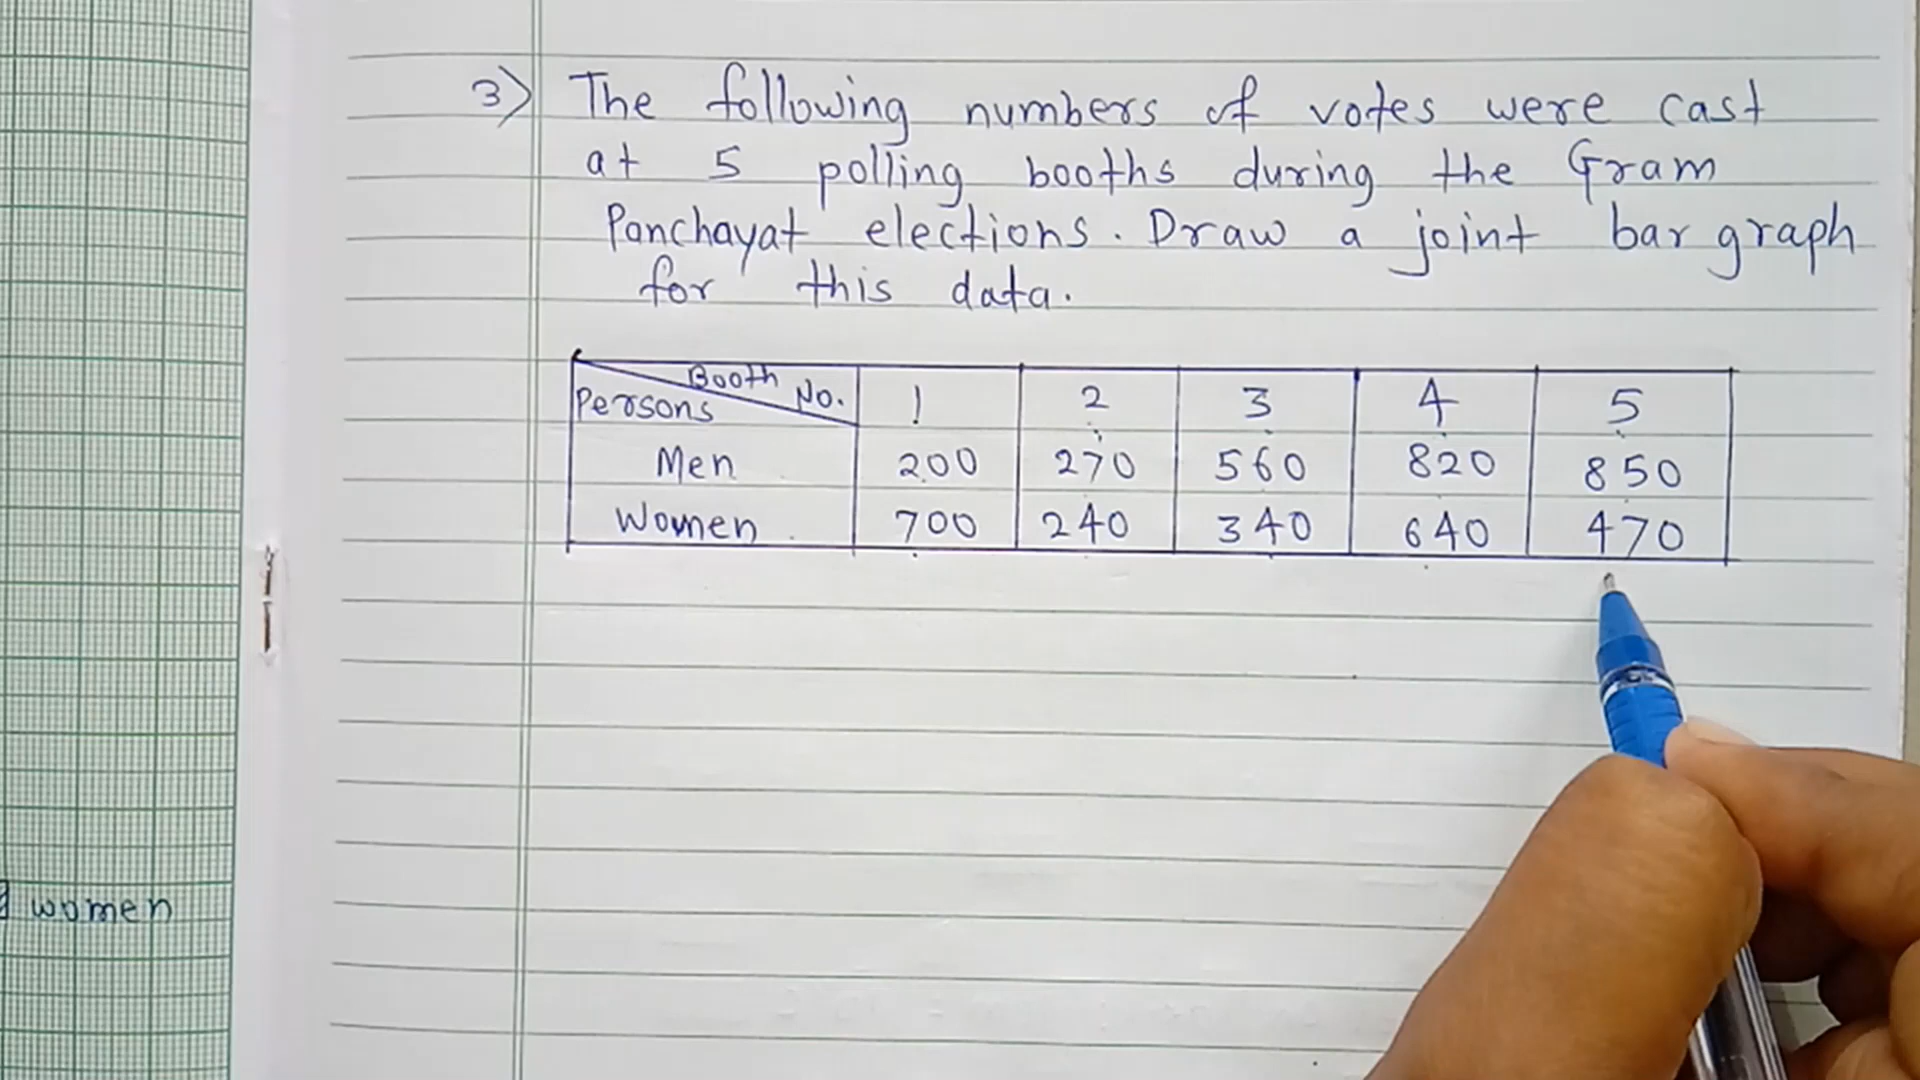 3) The following numbers of votes were cast
at 5 polling booths during the Gram
Panchayat elections. Draw a joint bar graph
for this data.
Booth No. 1 2 3 4 5
Persons
Men 200 270 560 820 850
Women 700 240 340 640 470
women